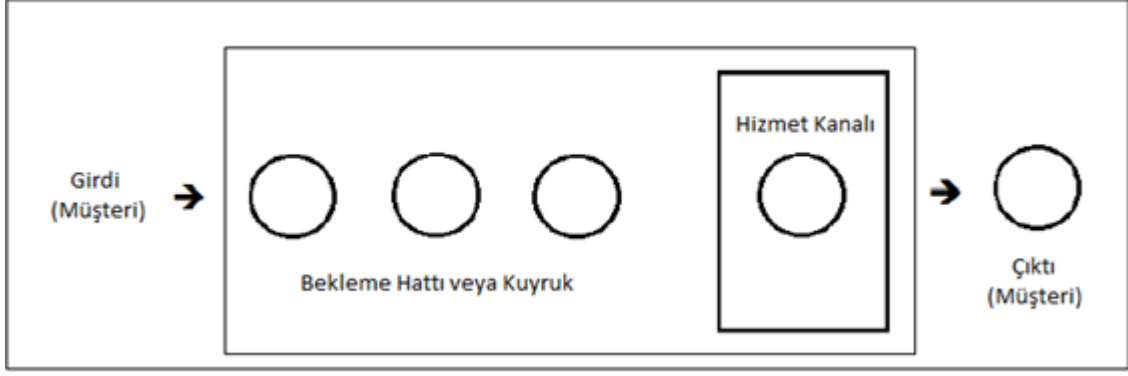 Hizmet Kanalı
Girdi
(Müşteri)
Bekleme Hattı veya Kuyruk
Çıktı
(Müşteri)